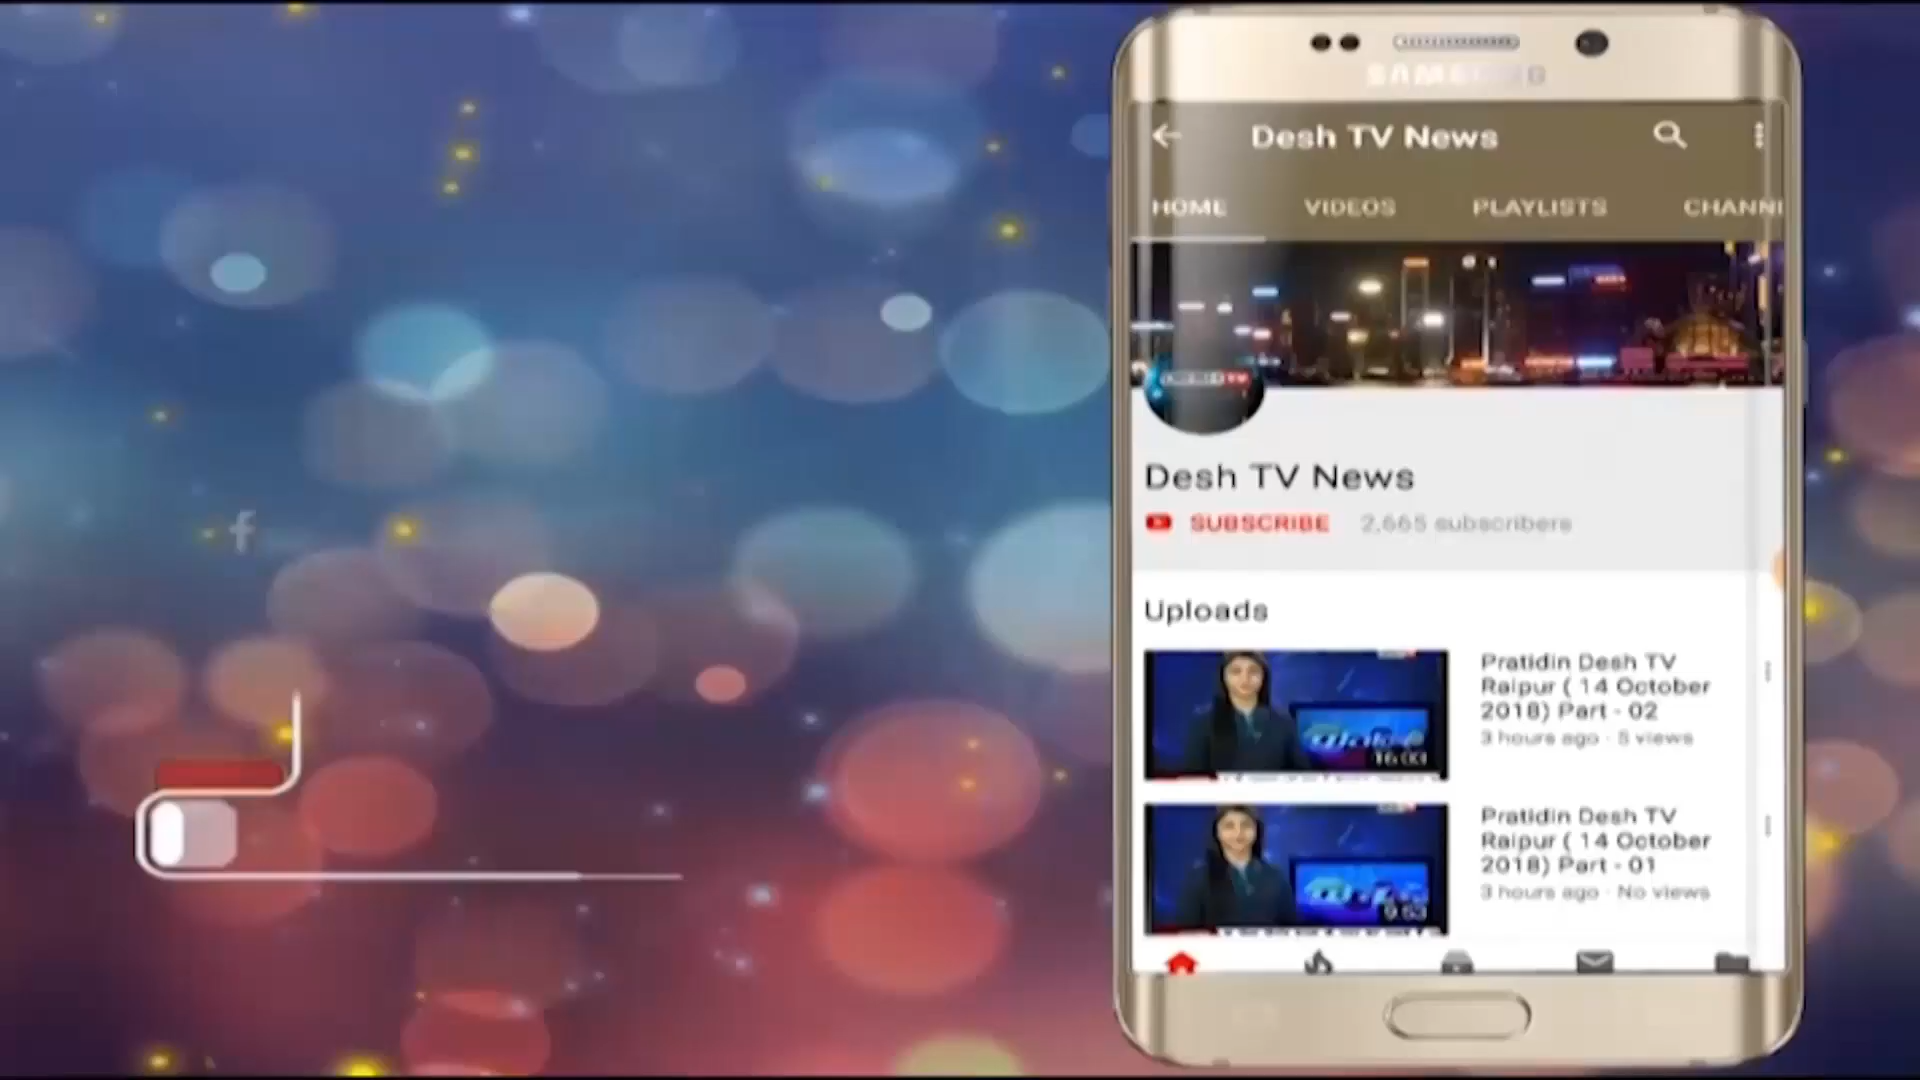 f
SAMSUNG
Desh TV News
HOME VIDEOS PLAYLISTS CHANN
Desh TV News
SUBSCRIBE 2,665 subscribers
Uploads
Pratidin Desh TV
Raipur ( 14 October
2018) Part - 02
3 hours ago · 5 views
16:00
Pratidin Desh TV
Raipur ( 14 October
2018) Part - 01
3 hours ago · No views
9:53